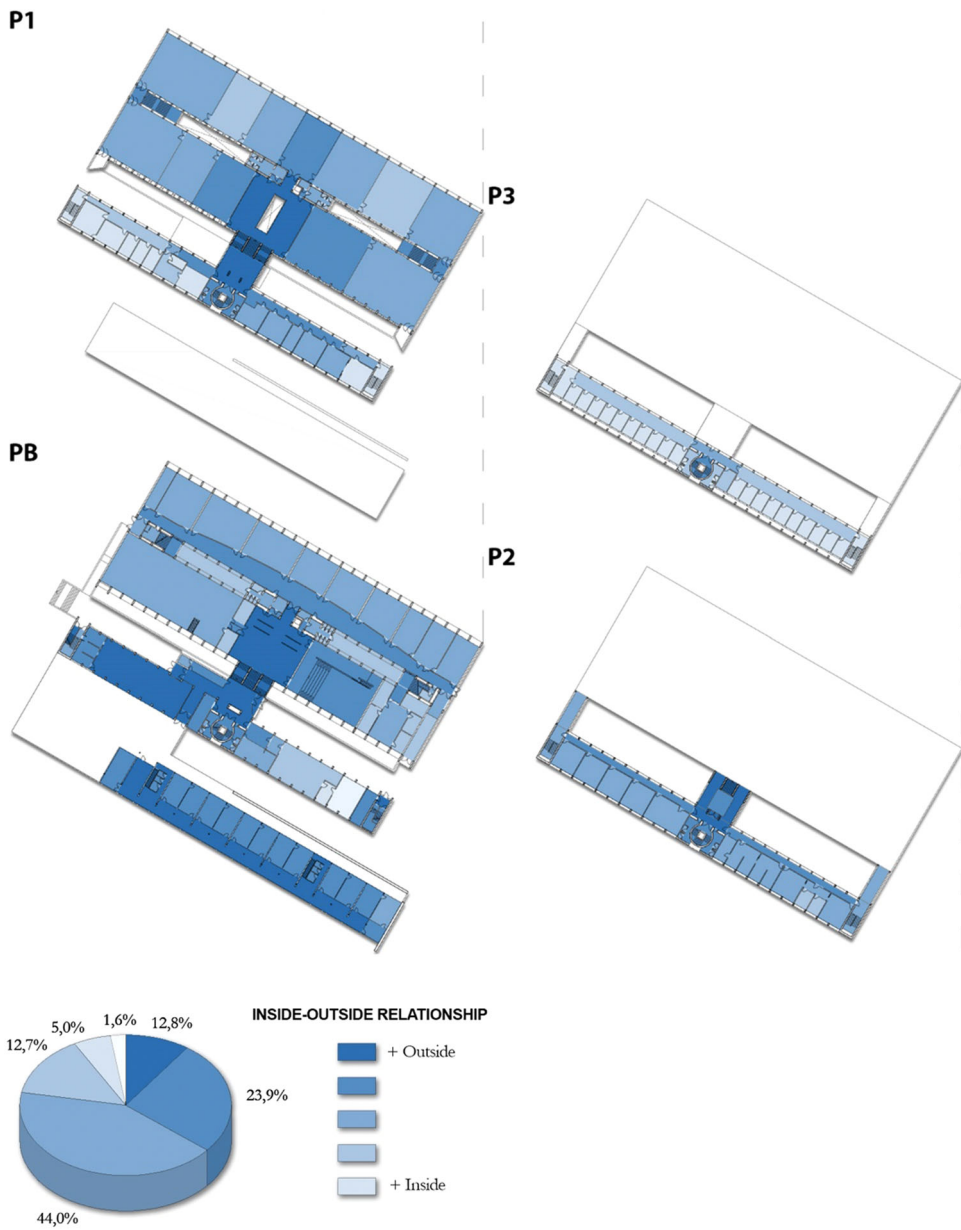 P1
P3
PB
P2
INSIDE-OUTSIDE RELATIONSHIP
1,6%
5,0%
12,8%
12,7%
+ Outside
23,9%
+ Inside
44,0%